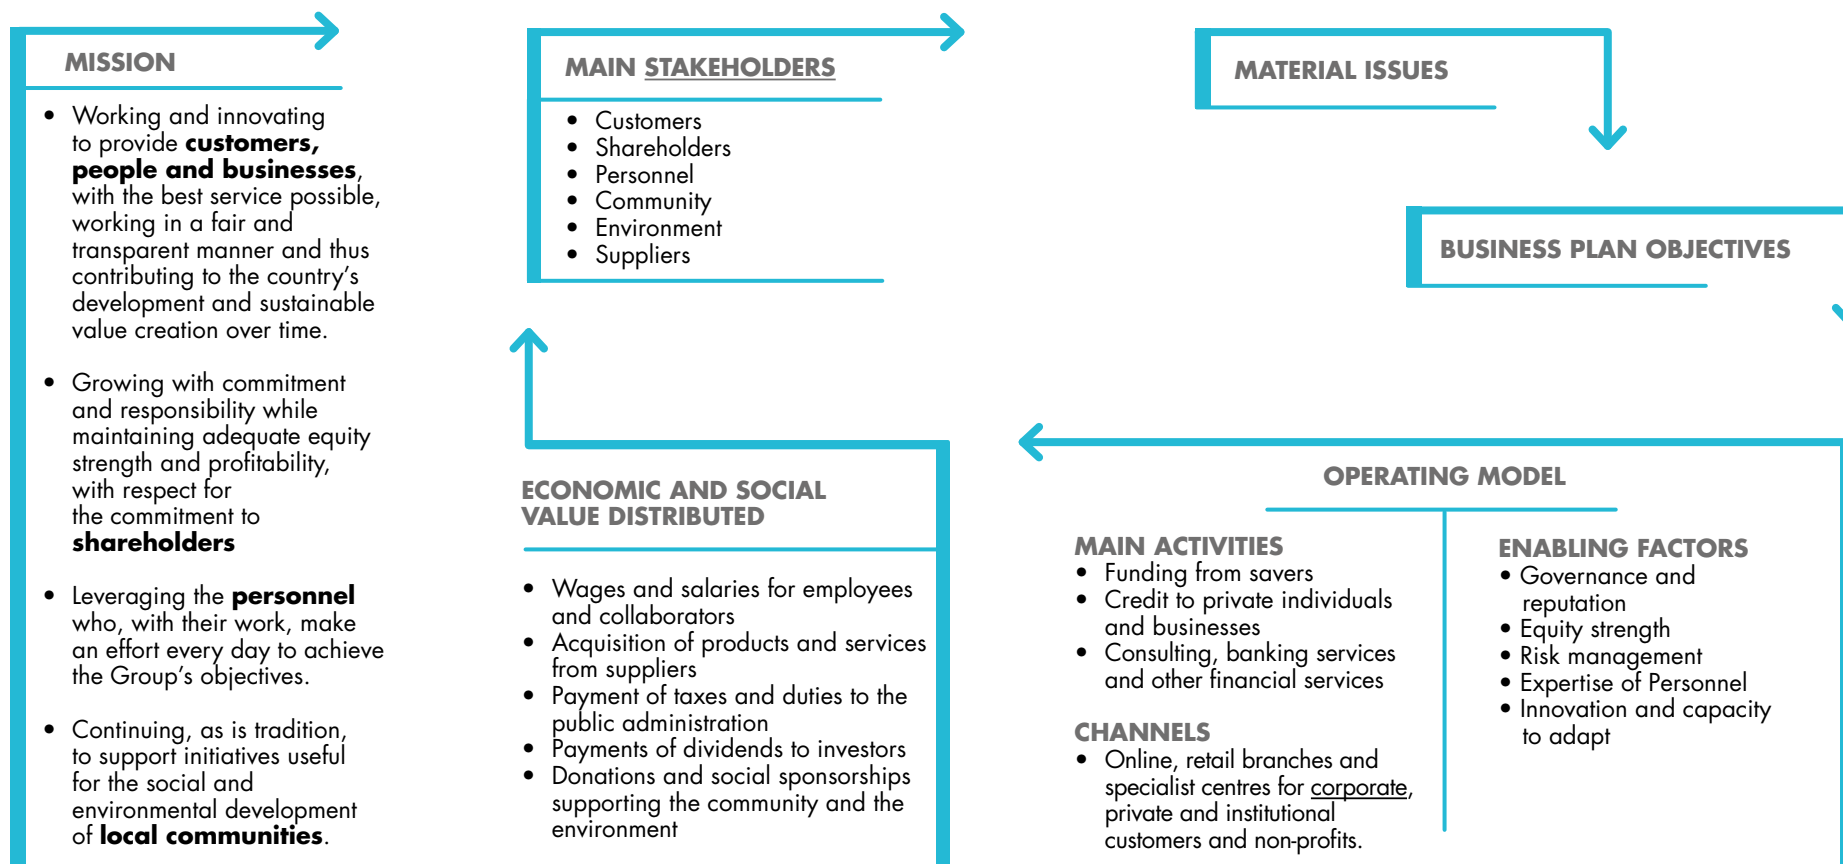 MISSION
• Working and innovating
to provide customers,
people and businesses,
with the best service possible,
working in a fair and
transparent manner and thus
contributing to the country’s
development and sustainable
value creation over time.
• Growing with commitment
and responsibility while
maintaining adequate equity
strength and profitability,
with respect for
the commitment to
shareholders
• Leveraging the personnel
who, with their work, make
an effort every day to achieve
the Group’s objectives.
• Continuing, as is tradition,
to support initiatives useful
for the social and
environmental development
of local communities.
MAIN STAKEHOLDERS
• Customers
• Shareholders
• Personnel
• Community
• Environment
• Suppliers
MATERIAL ISSUES
BUSINESS PLAN OBJECTIVES
OPERATING MODEL
MAIN ACTIVITIES
• Funding from savers
• Credit to private individuals
and businesses
• Consulting, banking services
and other financial services
CHANNELS
• Online, retail branches and
specialist centres for corporate,
private and institutional
customers and non-profits.
ENABLING FACTORS
• Governance and
reputation
• Equity strength
• Risk management
• Expertise of Personnel
• Innovation and capacity
to adapt
ECONOMIC AND SOCIAL
VALUE DISTRIBUTED
• Wages and salaries for employees
and collaborators
• Acquisition of products and services
from suppliers
• Payment of taxes and duties to the
public administration
• Payments of dividends to investors
• Donations and social sponsorships
supporting the community and the
environment